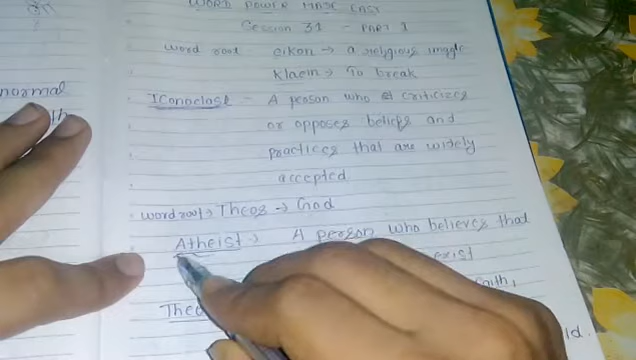 WORD POWER MADE EASY
Session 31 - PART 1
word root eikon → a religious image
Klaein → To break
normal
Iconoclast - A person who criticizes
or opposes beliefs and
practices that are widely
accepted
word root → Theos → God
Atheist → A person who believes that
exist
Theo